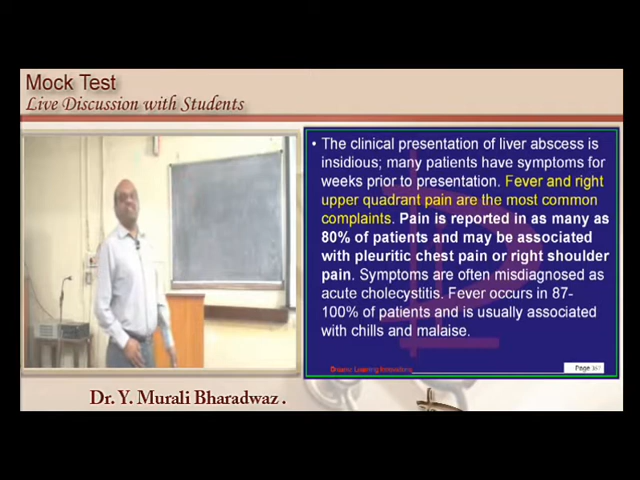 Mock Test
Live Discussion with Students
• The clinical presentation of liver abscess is
insidious; many patients have symptoms for
weeks prior to presentation. Fever and right
upper quadrant pain are the most common
complaints. Pain is reported in as many as
80% of patients and may be associated
with pleuritic chest pain or right shoulder
pain. Symptoms are often misdiagnosed as
acute cholecystitis. Fever occurs in 87-
100% of patients and is usually associated
with chills and malaise.
Learning Innovations
Page
Dr. Y. Murali Bharadwaz .